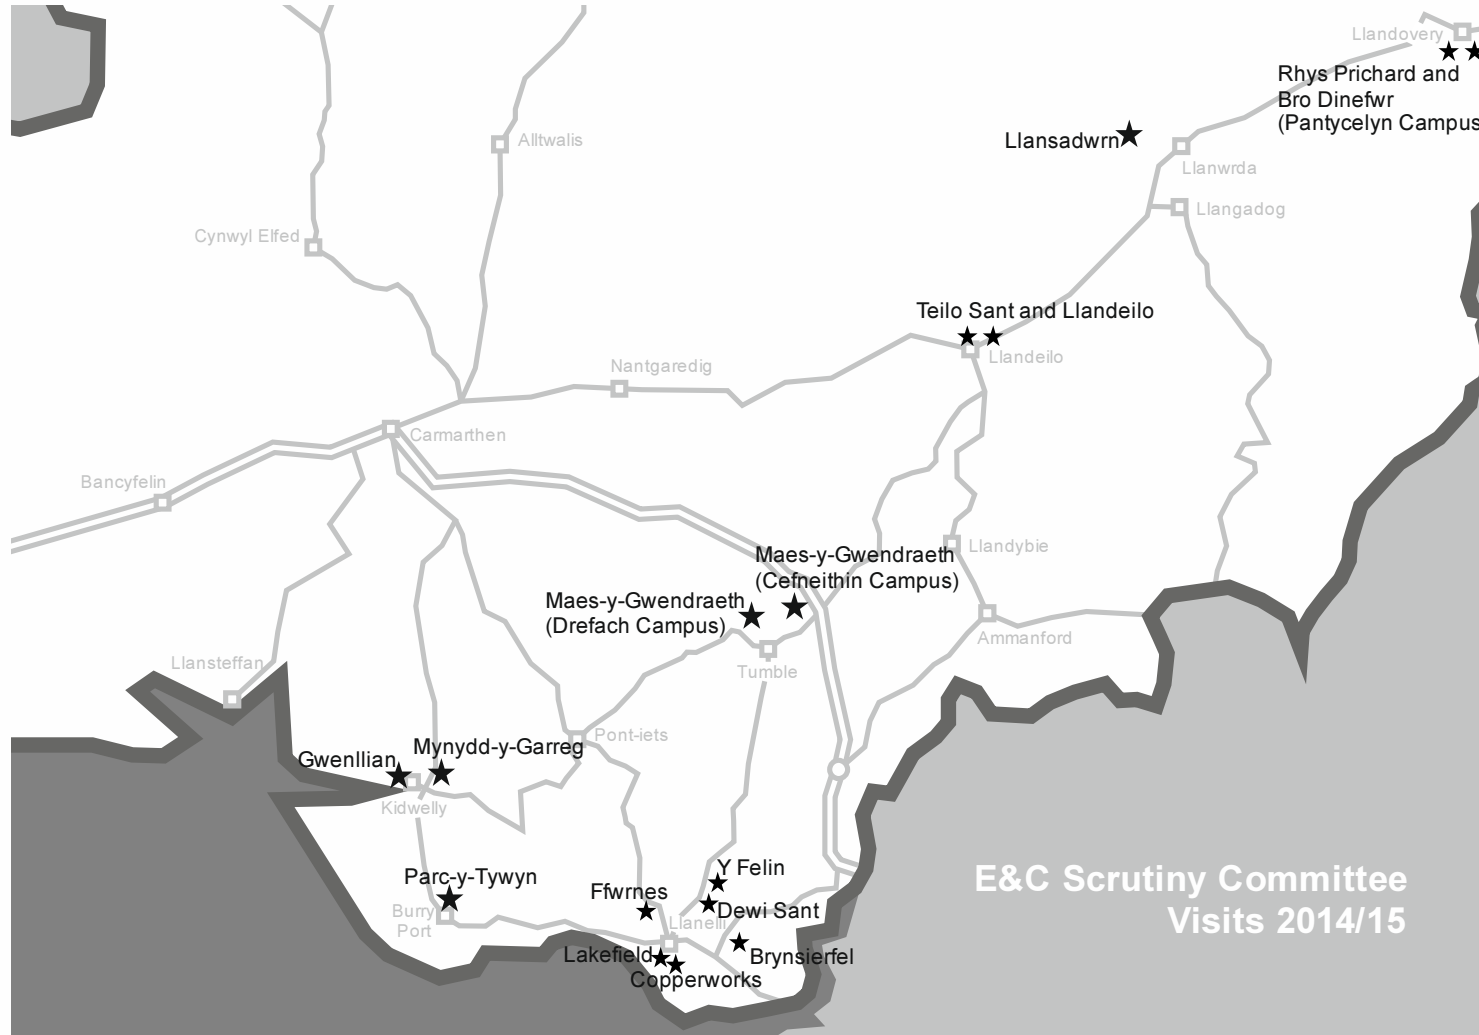 Llandovery
Rhys Prichard and
Bro Dinefwr
(Pantycelyn Campus
Llansadwrn
Alltwalis
Llanwrda
Llangadog
Cynwyl Elfed
Teilo Sant and Llandeilo
Llandeilo
Nantgaredig
Carmarthen
Bancyfelin
Llandybie
Maes-y-Gwendraeth
(Cefneithin Campus)
Maes-y-Gwendraeth
(Drefach Campus)
Ammanford
Tumble
Llansteffan
Pont-iets
Mynydd-y-Garreg
Gwenllian
Kidwelly
Y Felin
Parc-y-Tywyn
Ffwrnes
Burry
Port
Dewi Sant
Llanelli
Lakefield
Brynsierfel
Copperworks
E&C Scrutiny Committee
Visits 2014/15